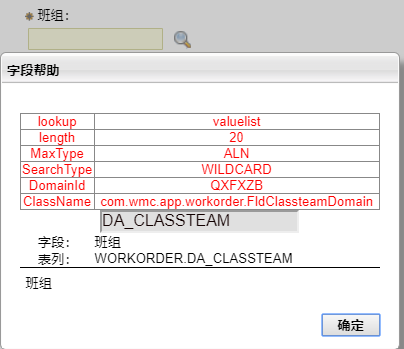 班组:
字段帮助
lookup valuelist
length 20
MaxType ALN
SearchType WILDCARD
DomainId QXFXZB
ClassName com.wmc.app.workorder.FldClassteamDomain
DA_CLASSTEAM
字段: 班组
表列: WORKORDER.DA_CLASSTEAM
班组
确定